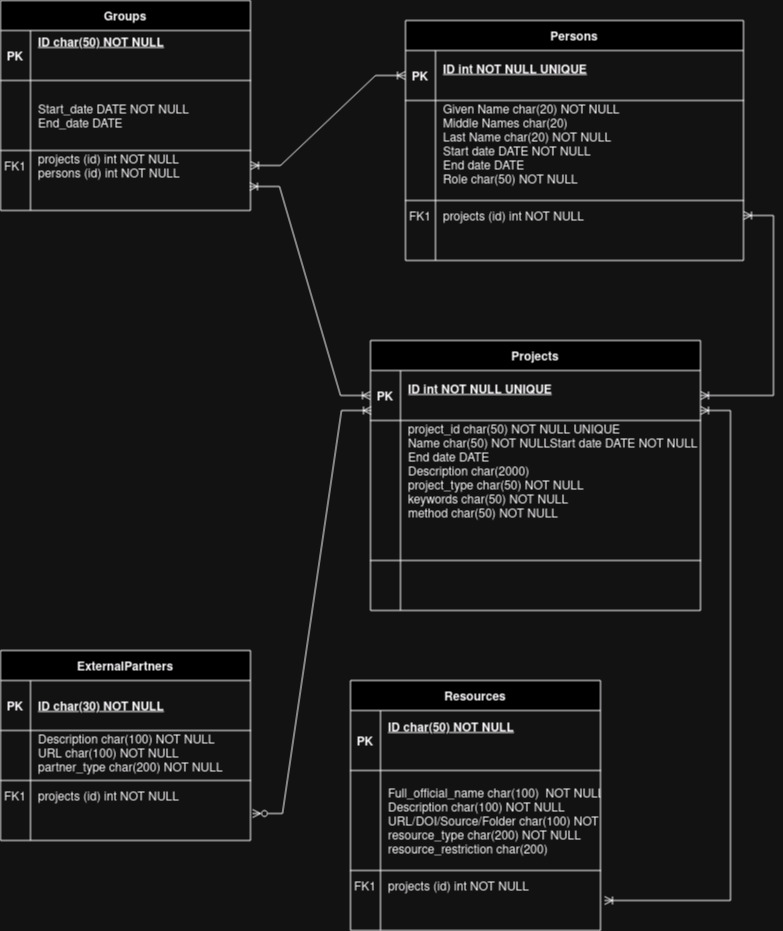 Groups
PK
ID char(50) NOT NULL
Start_date DATE NOT NULL
End_date DATE
FK1
projects (id) int NOT NULL
persons (id) int NOT NULL
Persons
PK
ID int NOT NULL UNIQUE
Given Name char(20) NOT NULL
Middle Names char(20)
Last Name char(20) NOT NULL
Start date DATE NOT NULL
End date DATE
Role char(50) NOT NULL
FK1
projects (id) int NOT NULL
Projects
PK
ID int NOT NULL UNIQUE
project_id char(50) NOT NULL UNIQUE
Name char(50) NOT NULLStart date DATE NOT NULL
End date DATE
Description char(2000)
project_type char(50) NOT NULL
keywords char(50) NOT NULL
method char(50) NOT NULL
ExternalPartners
PK
ID char(30) NOT NULL
Description char(100) NOT NULL
URL char(100) NOT NULL
partner_type char(200) NOT NULL
FK1
projects (id) int NOT NULL
Resources
PK
ID char(50) NOT NULL
Full_official_name char(100) NOT NULL
Description char(100) NOT NULL
URL/DOI/Source/Folder char(100) NOT
resource_type char(200) NOT NULL
resource_restriction char(200)
FK1
projects (id) int NOT NULL